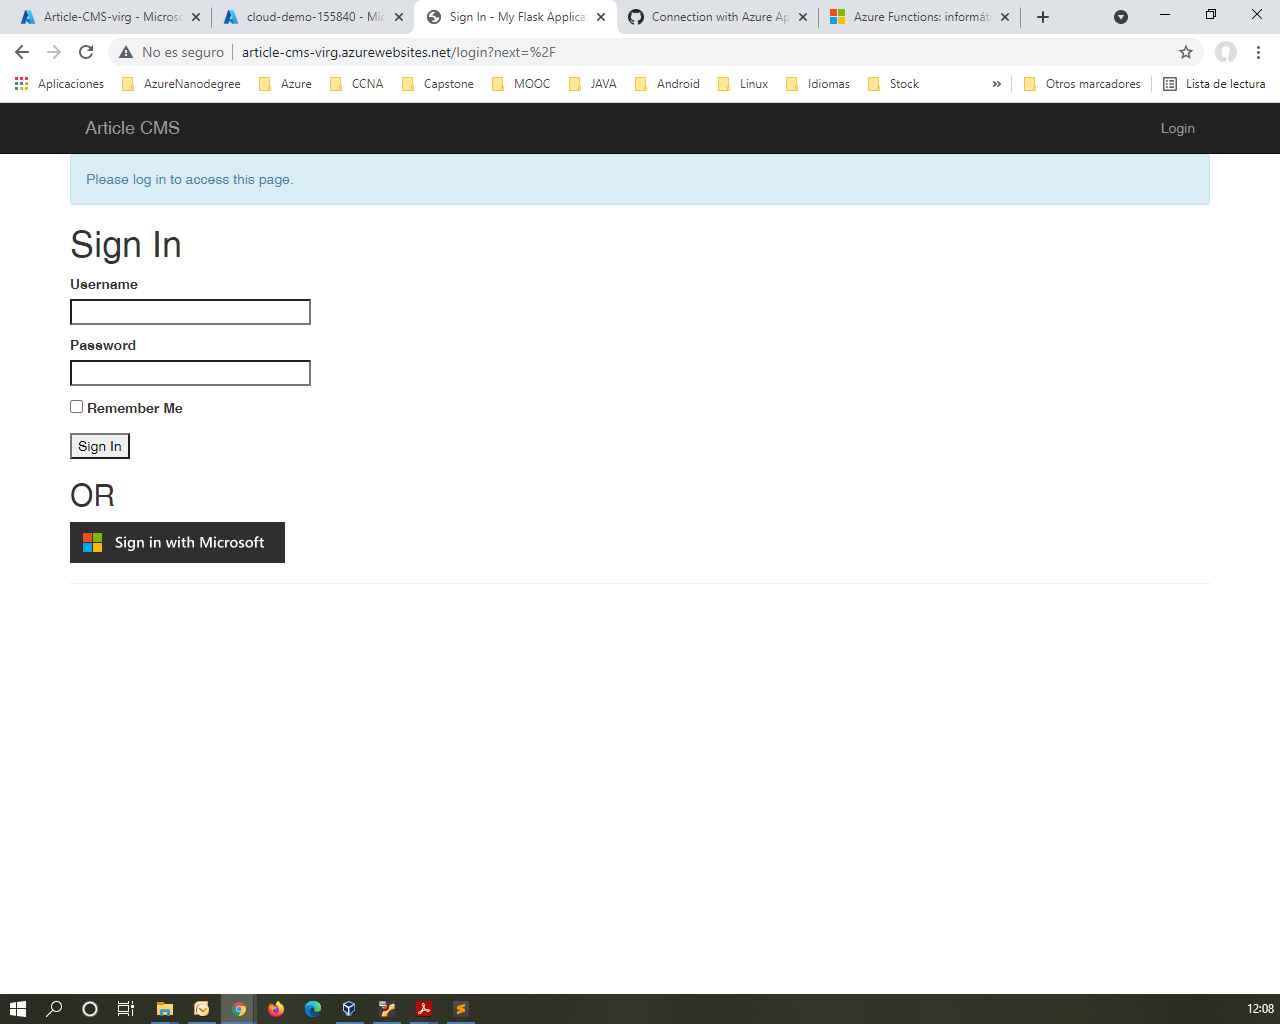 Article-CMS-virg - Microso
cloud-demo-155840 - Mic
Sign In - My Flask Applica
Connection with Azure Ap
Azure Functions: informát
No es seguro
article-cms-virg.azurewebsites.net/login?next=%2F
Aplicaciones
AzureNanodegree
Azure
CCNA
Capstone
MOOC
JAVA
Android
Linux
Idiomas
Stock
»
Otros marcadores
Lista de lectura
Article CMS
Login
Please log in to access this page.
Sign In
Username
Password
Remember Me
Sign In
OR
Sign in with Microsoft
12:08